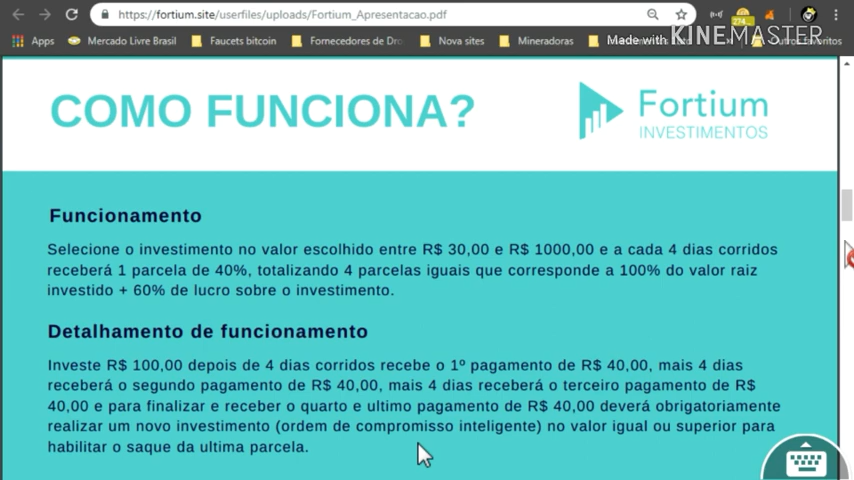 https://fortium.site/userfiles/uploads/Fortium_Apresentacao.pdf
274
Apps Mercado Livre Brasil Faucets bitcoin Fornecedores de Dro Nova sites Mineradoras Outros favoritos
Made with KINEMASTER
COMO FUNCIONA?
Fortium
INVESTIMENTOS
Funcionamento
Selecione o investimento no valor escolhido entre R$ 30,00 e R$ 1000,00 e a cada 4 dias corridos
receberá 1 parcela de 40%, totalizando 4 parcelas iguais que corresponde a 100% do valor raiz
investido + 60% de lucro sobre o investimento.
Detalhamento de funcionamento
Investe R$ 100,00 depois de 4 dias corridos recebe o 1º pagamento de R$ 40,00, mais 4 dias
receberá o segundo pagamento de R$ 40,00, mais 4 dias receberá o terceiro pagamento de R$
40,00 e para finalizar e receber o quarto e ultimo pagamento de R$ 40,00 deverá obrigatoriamente
realizar um novo investimento (ordem de compromisso inteligente) no valor igual ou superior para
habilitar o saque da ultima parcela.